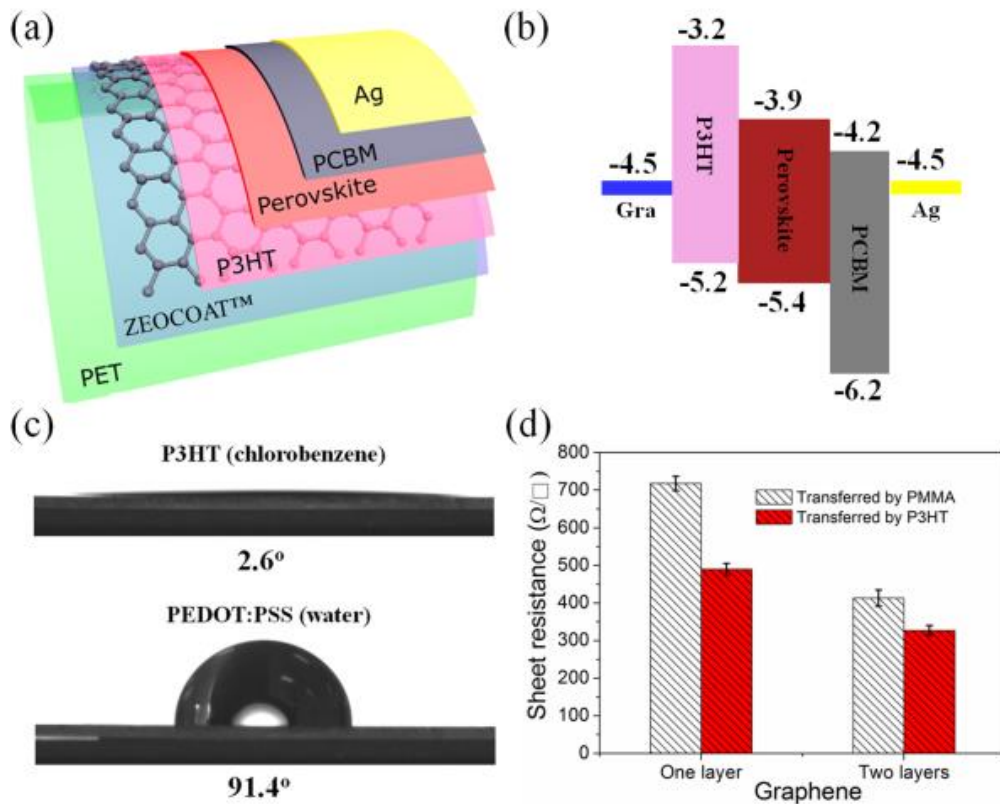 (a)
Ag
PCBM
Perovskite
P3HT
ZEOCOAT™
PET
(b)
-3.2
-3.9
-4.2
-4.5
-4.5
P3HT
Perovskite
PCBM
Gra
Ag
-5.2
-5.4
-6.2
(c)
P3HT (chlorobenzene)
2.6º
PEDOT:PSS (water)
91.4º
(d)
800
700
600
500
400
300
200
100
0
Sheet resistance (Ω/□)
Transferred by PMMA
Transferred by P3HT
One layer
Two layers
Graphene